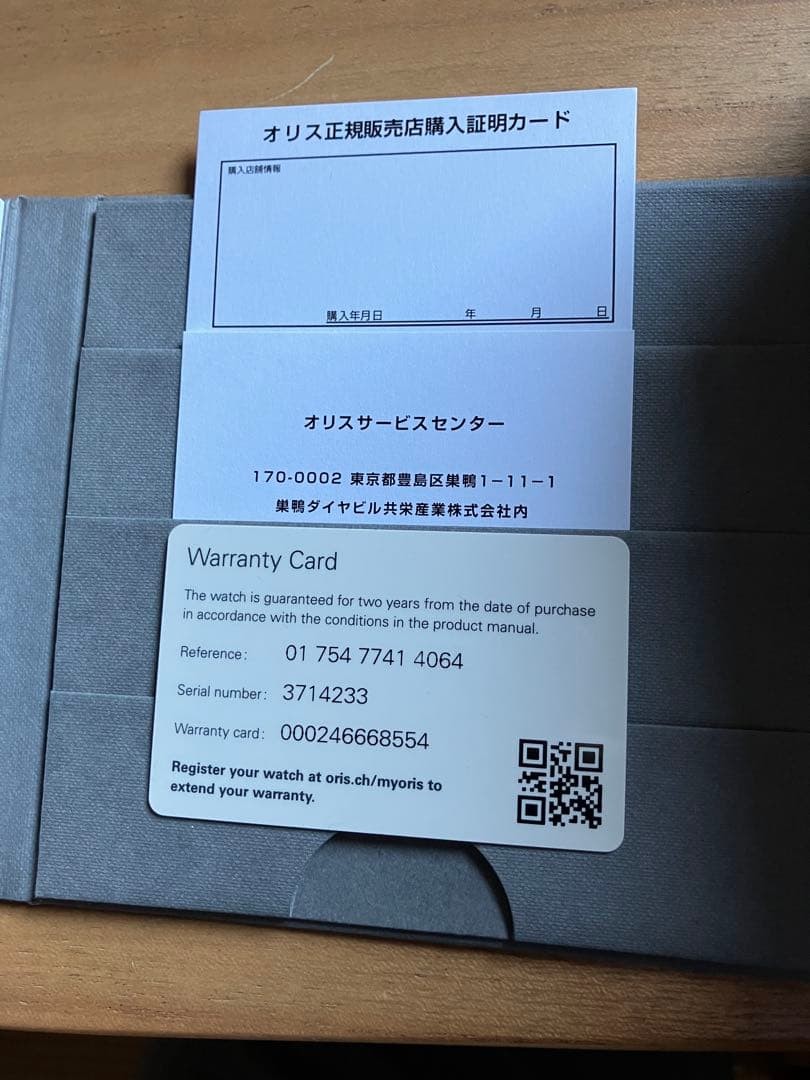 オリス正規販売店購入証明カード
購入店舗情報
購入年月日 年 月 日
オリスサービスセンター
170-0002 東京都豊島区巣鴨1-11-1
巣鴨ダイヤビル共栄産業株式会社内
Warranty Card
The watch is guaranteed for two years from the date of purchase
in accordance with the conditions in the product manual.
Reference: 01 754 7741 4064
Serial number: 3714233
Warranty card: 000246668554
Register your watch at oris.ch/myoris to
extend your warranty.